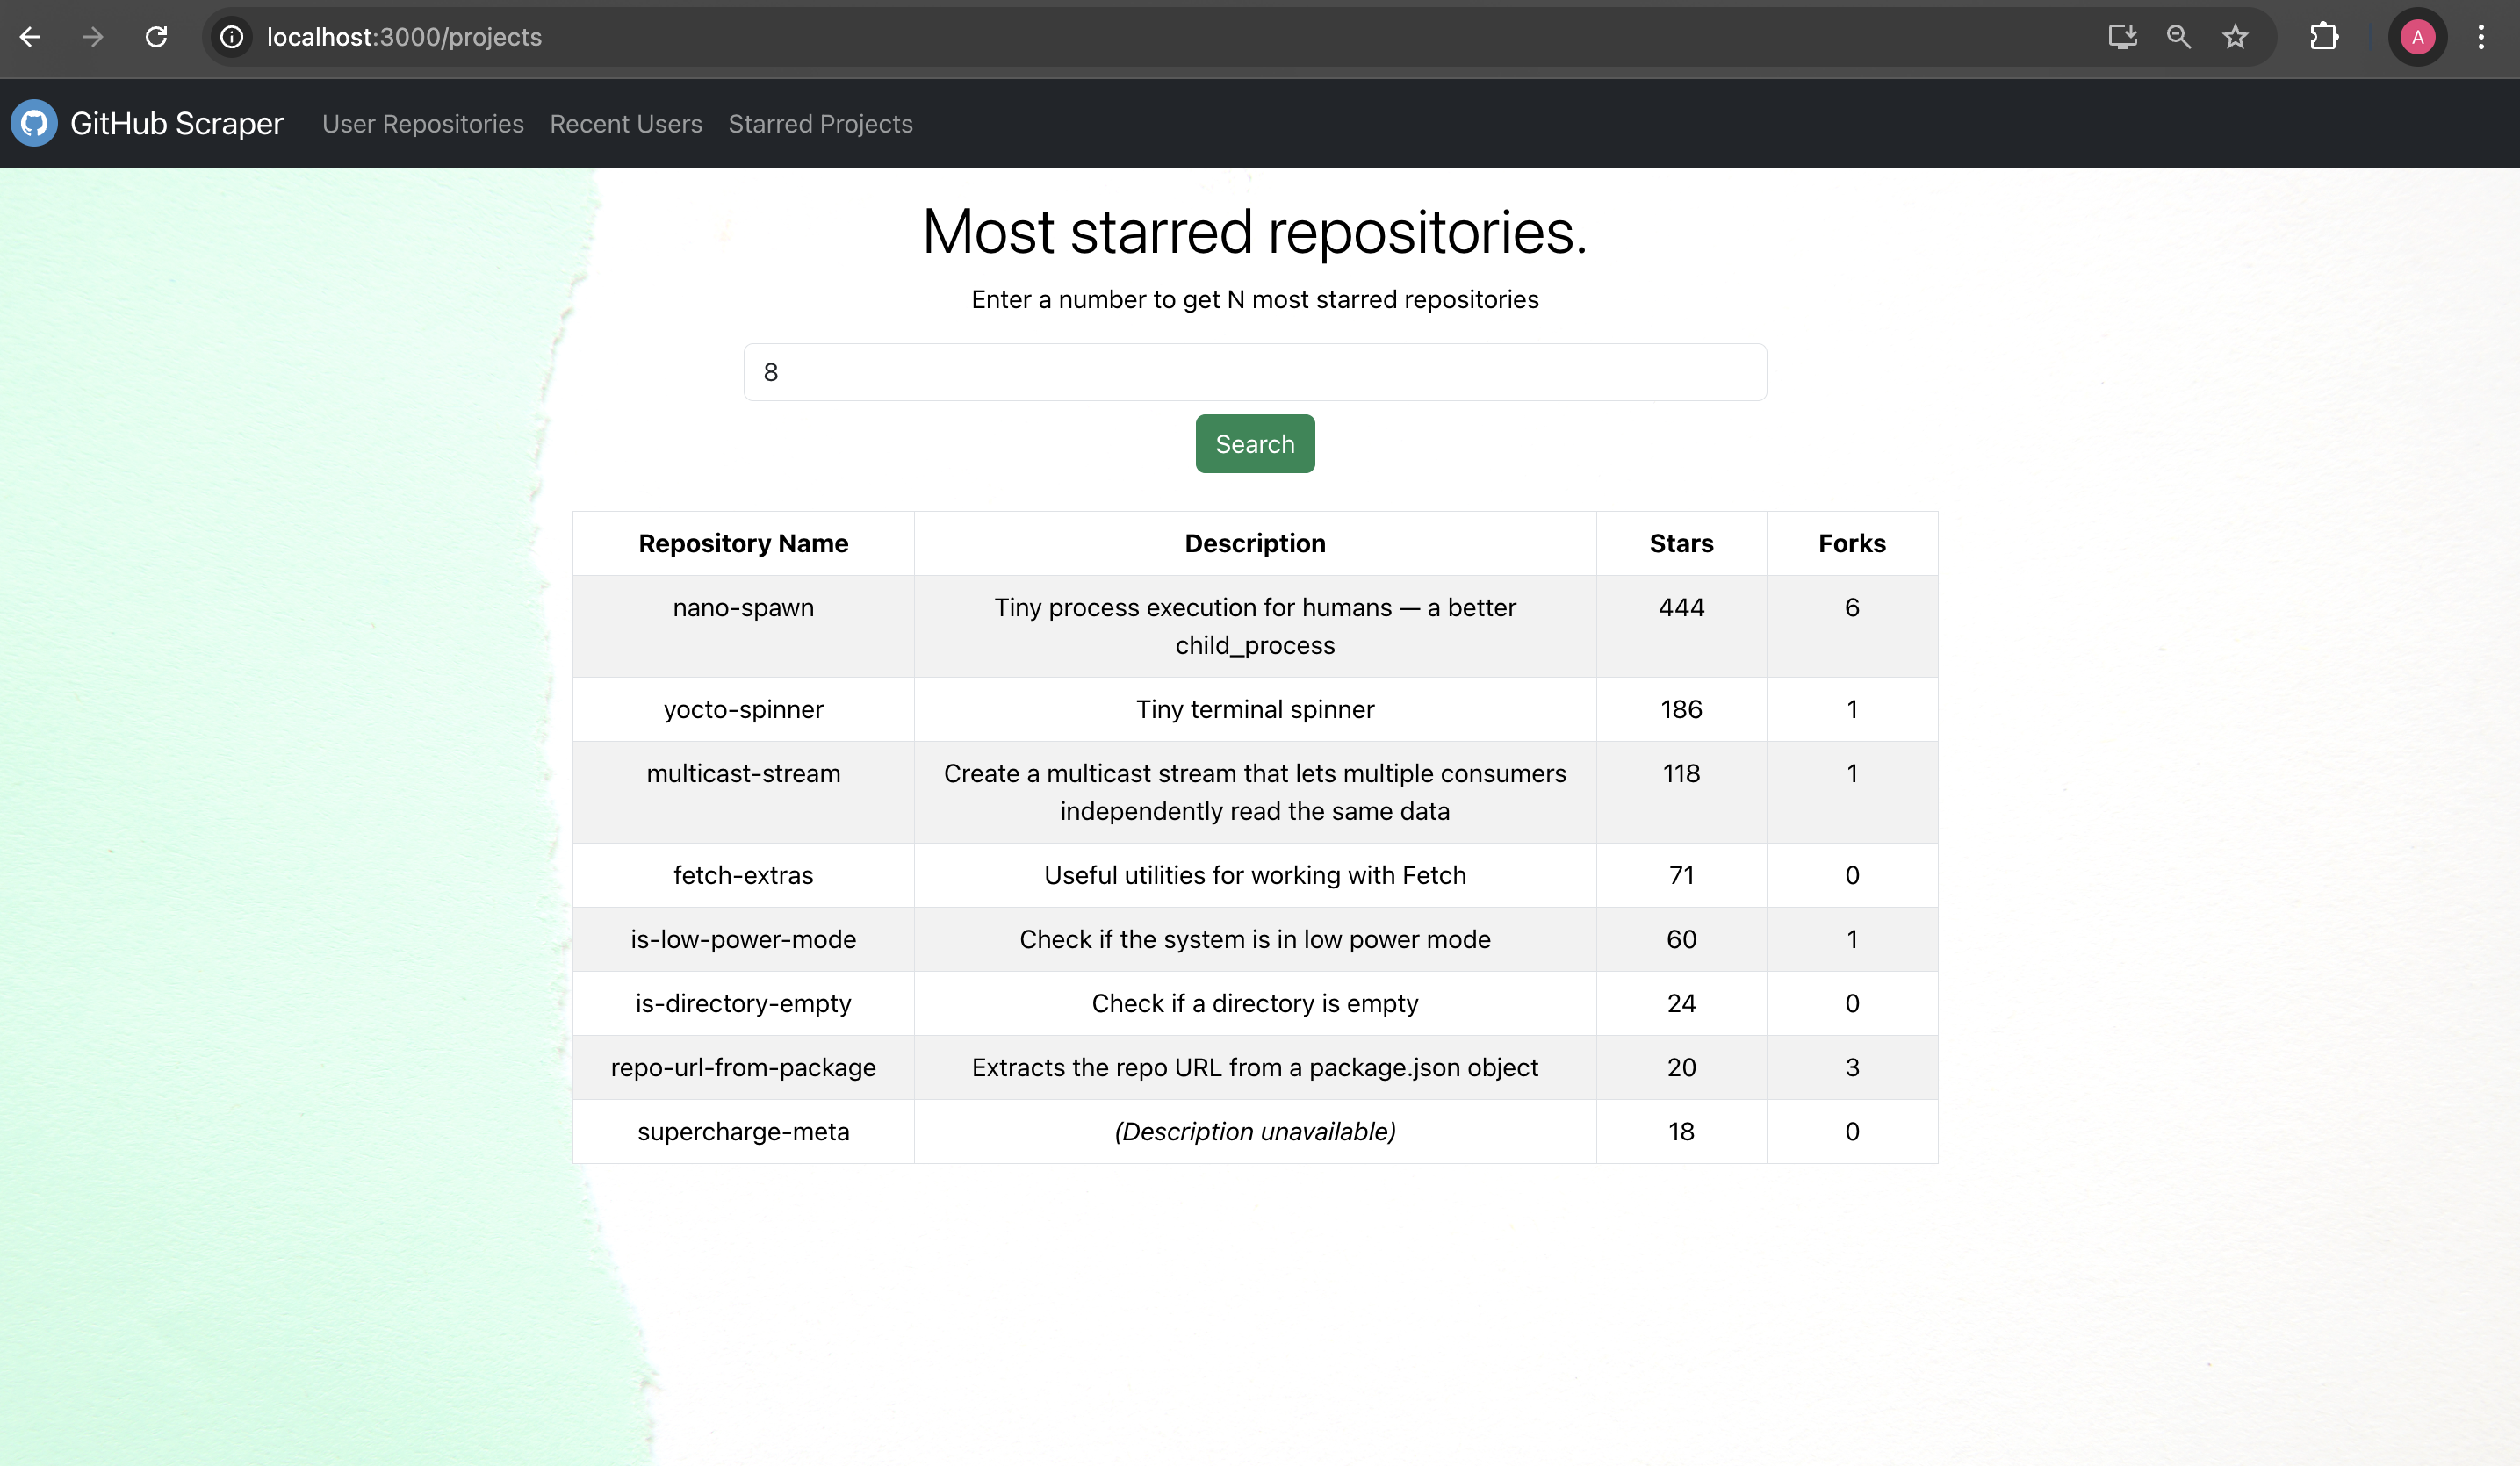 localhost:3000/projects
A
GitHub Scraper User Repositories Recent Users Starred Projects
Most starred repositories.
Enter a number to get N most starred repositories
8
Search
Repository Name Description Stars Forks
nano-spawn Tiny process execution for humans — a better 444 6
child_process
yocto-spinner Tiny terminal spinner 186 1
multicast-stream Create a multicast stream that lets multiple consumers 118 1
independently read the same data
fetch-extras Useful utilities for working with Fetch 71 0
is-low-power-mode Check if the system is in low power mode 60 1
is-directory-empty Check if a directory is empty 24 0
repo-url-from-package Extracts the repo URL from a package.json object 20 3
supercharge-meta (Description unavailable) 18 0